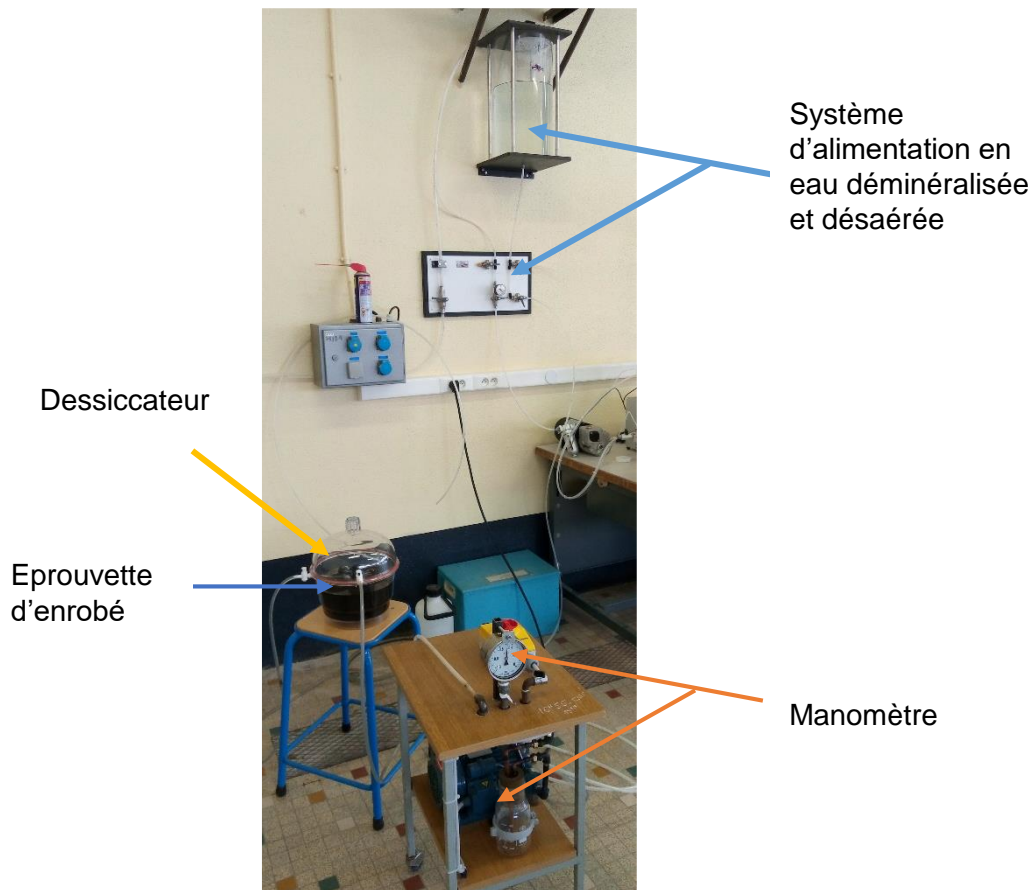 Système
d'alimentation en
eau déminéralisée
et désaérée
Dessiccateur
Eprouvette
d'enrobé
Manomètre